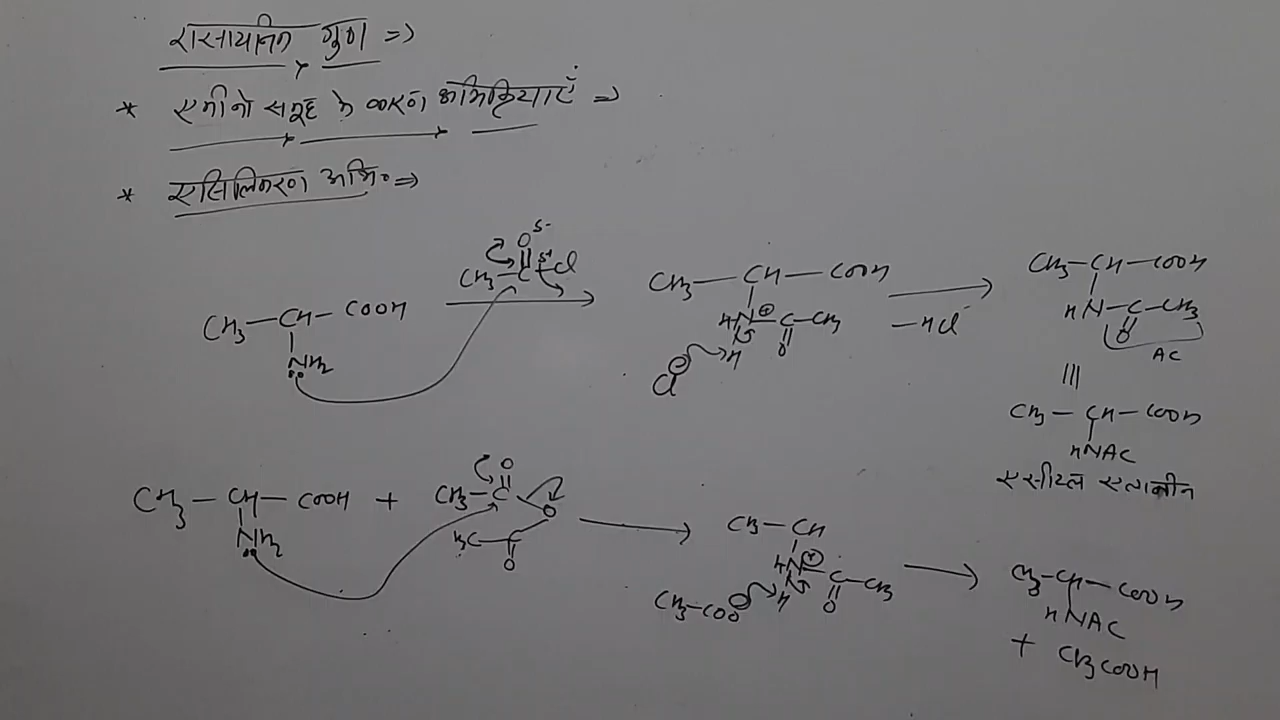 रासायनिक गुण ⇒
* एमीनो समूह के कारण अभिक्रियाएँ ⇒
* एसिलिकरण अभि० ⇒
O δ-
CH3-C δ+ Cl
CH3-CH-COOH
NH2
CH3-CH-COOH
HN⊕-C-CH3
H O
Cl⊖
-HCl
CH3-CH-COOH
HN-C-CH3
O
AC
|||
CH3-CH-COOH
HNAC
एसीटल एलानीन
CH3-CH-COOH + CH3-C
NH2
O
O
H3C-C
O
CH3-CH
HN⊕-C-CH3
H O
CH3-COO
CH3-CH-COOH
HNAC
+ CH3COOH